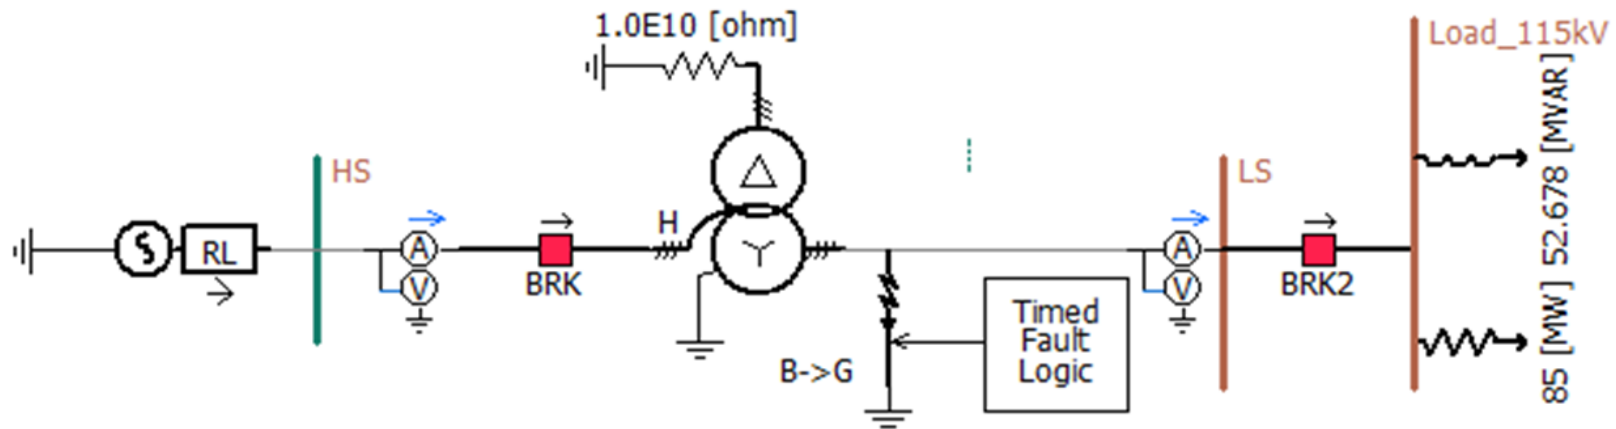 1.0E10 [ohm]
Load_115kV
HS
LS
H
A
A
RL
V
V
BRK
BRK2
Timed
Fault
Logic
B->G
52.678 [MVAR]
85 [MW]